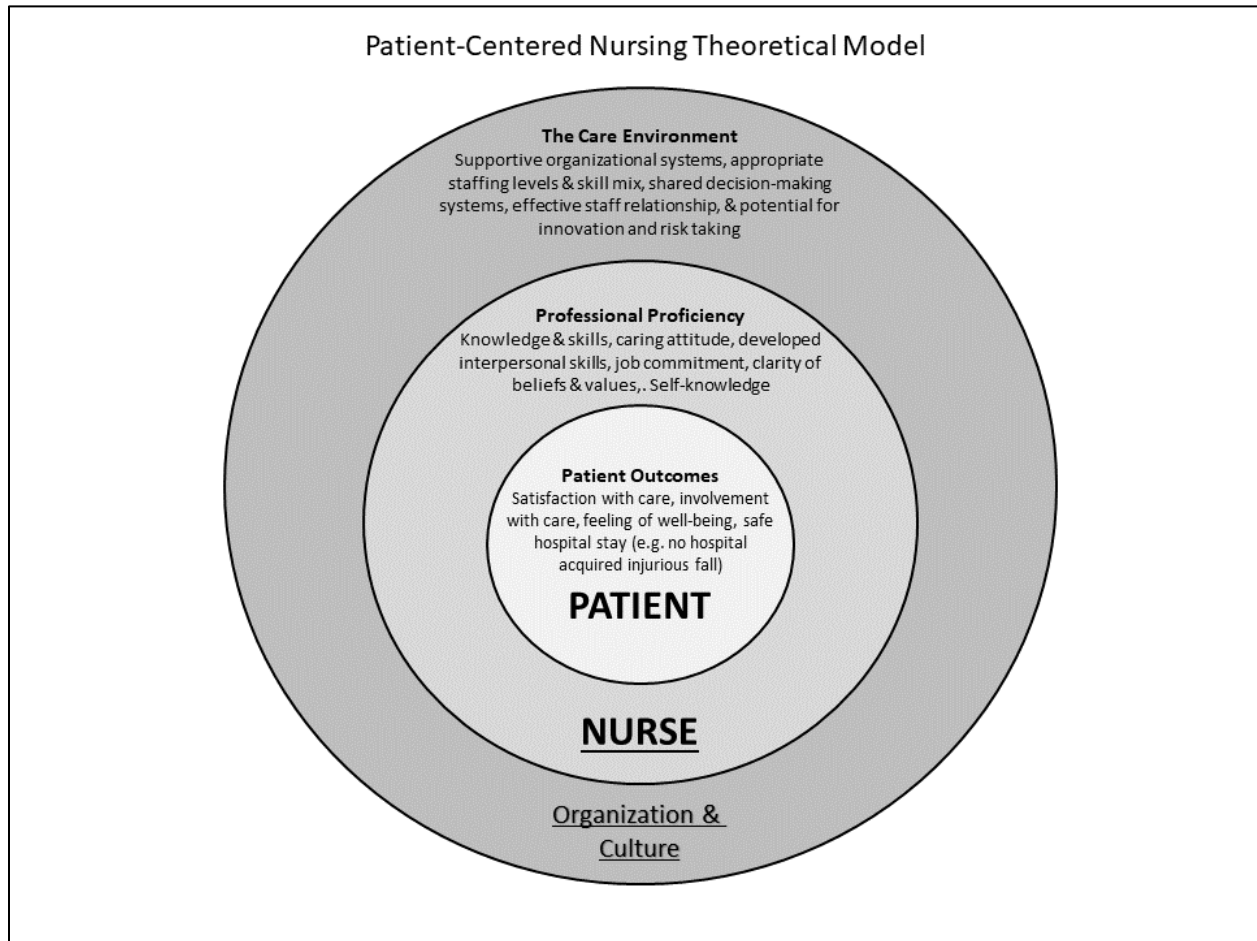 Patient-Centered Nursing Theoretical Model
The Care Environment
Supportive organizational systems, appropriate
staffing levels & skill mix, shared decision-making
systems, effective staff relationship, & potential for
innovation and risk taking
Professional Proficiency
Knowledge & skills, caring attitude, developed
interpersonal skills, job commitment, clarity of
beliefs & values,. Self-knowledge
Patient Outcomes
Satisfaction with care, involvement
with care, feeling of well-being, safe
hospital stay (e.g. no hospital
acquired injurious fall)
PATIENT
NURSE
Organization &
Culture